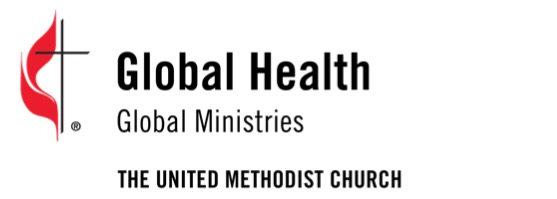 Global Health
®
Global Ministries
THE UNITED METHODIST CHURCH